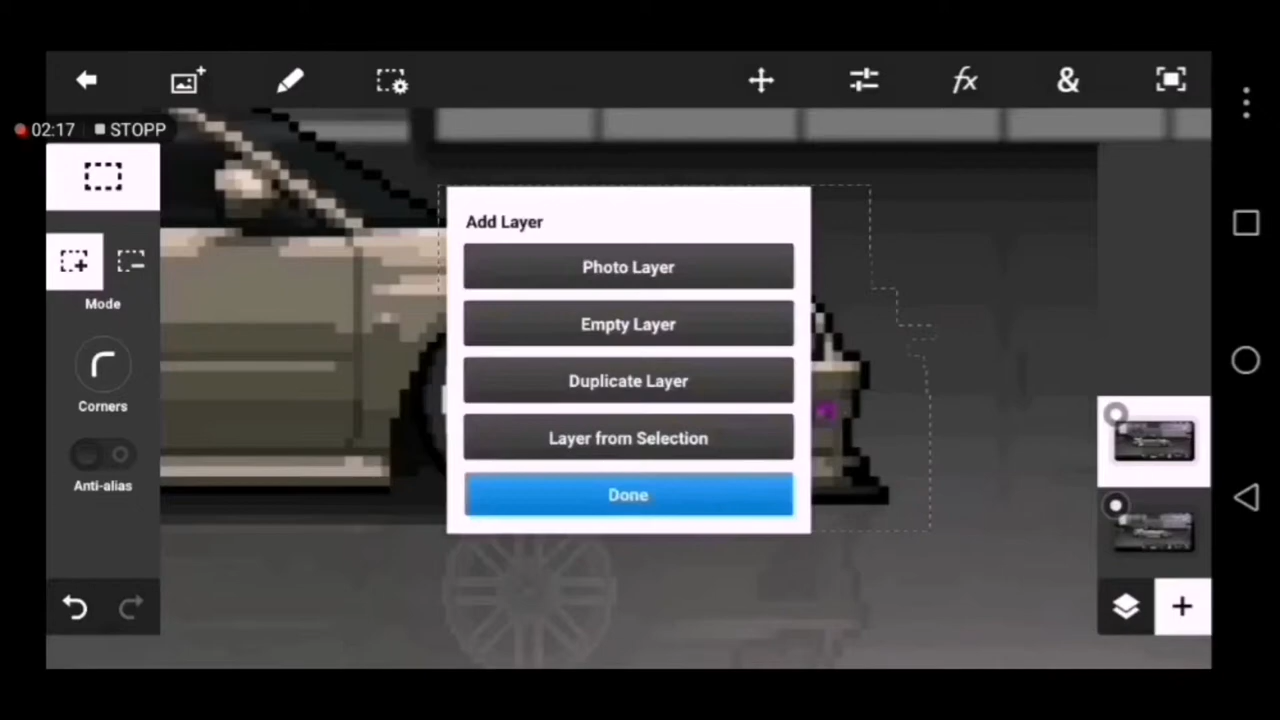 02:17 STOPP
fx
&
Mode
Corners
Anti-alias
Add Layer
Photo Layer
Empty Layer
Duplicate Layer
Layer from Selection
Done